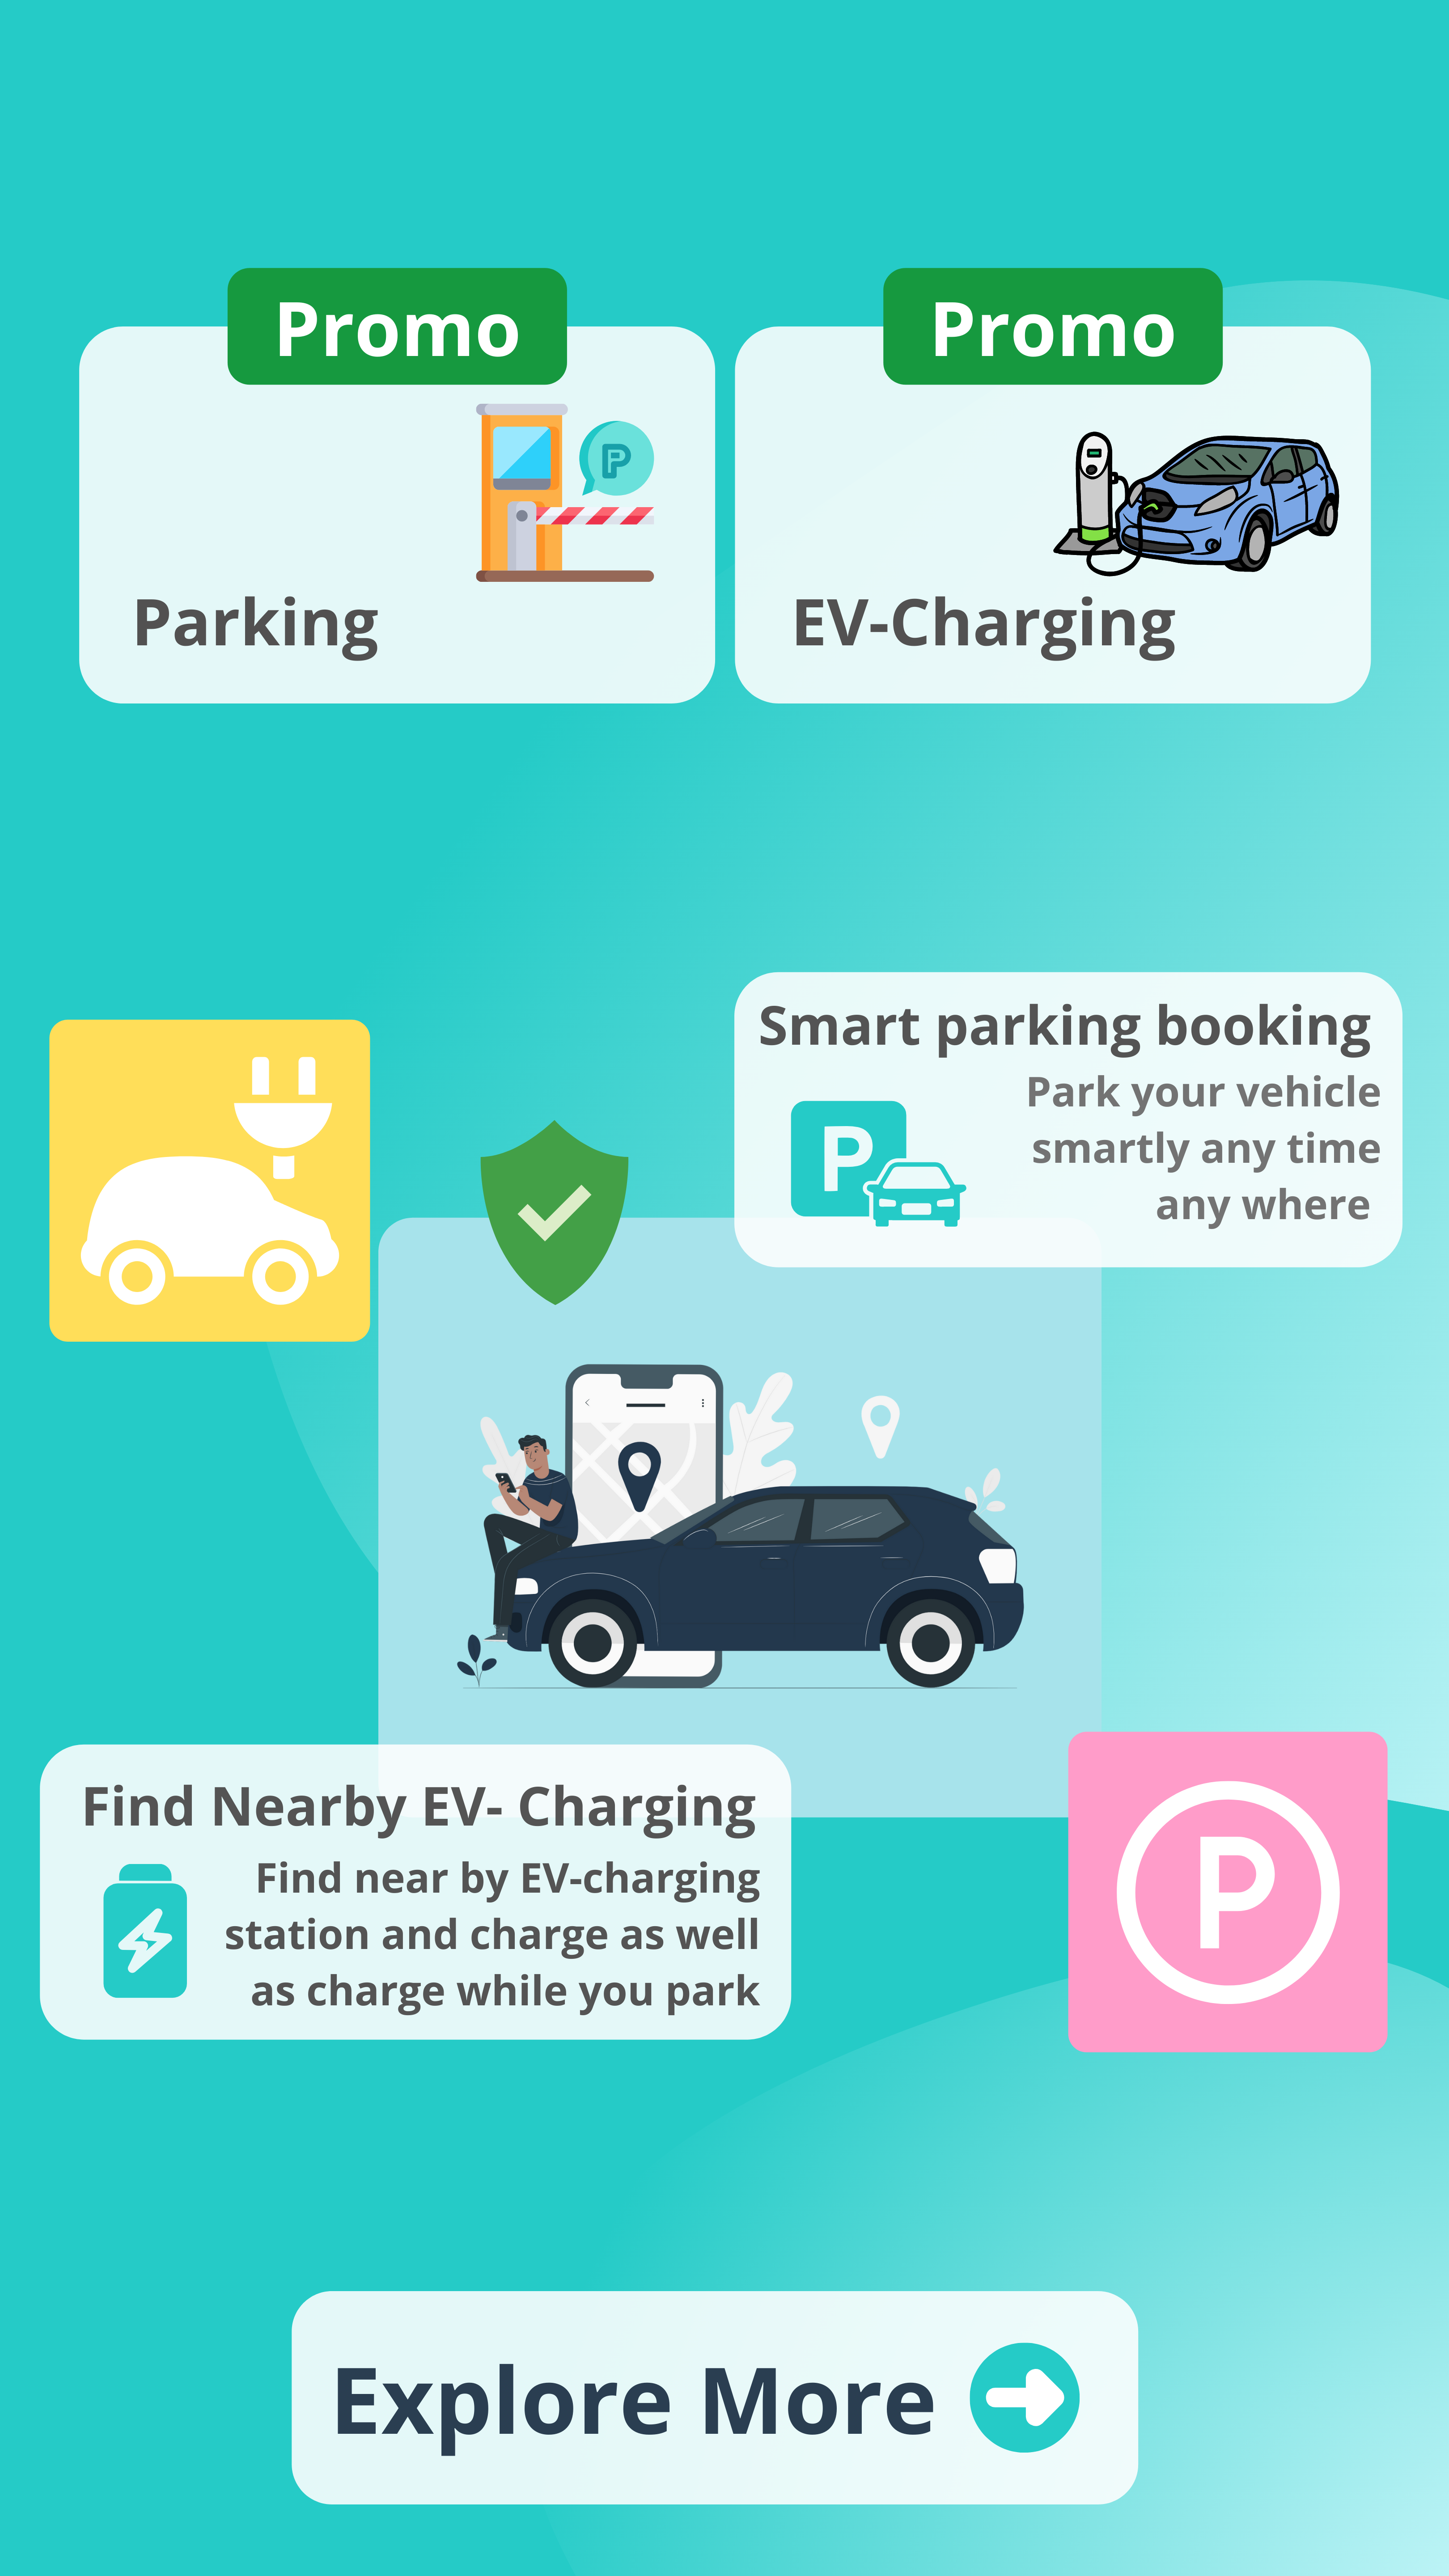 Promo
Promo
P
Parking
EV-Charging
Smart parking booking
Park your vehicle
smartly any time
any where
P
Find Nearby EV- Charging
Find near by EV-charging
station and charge as well
as charge while you park
P
Explore More